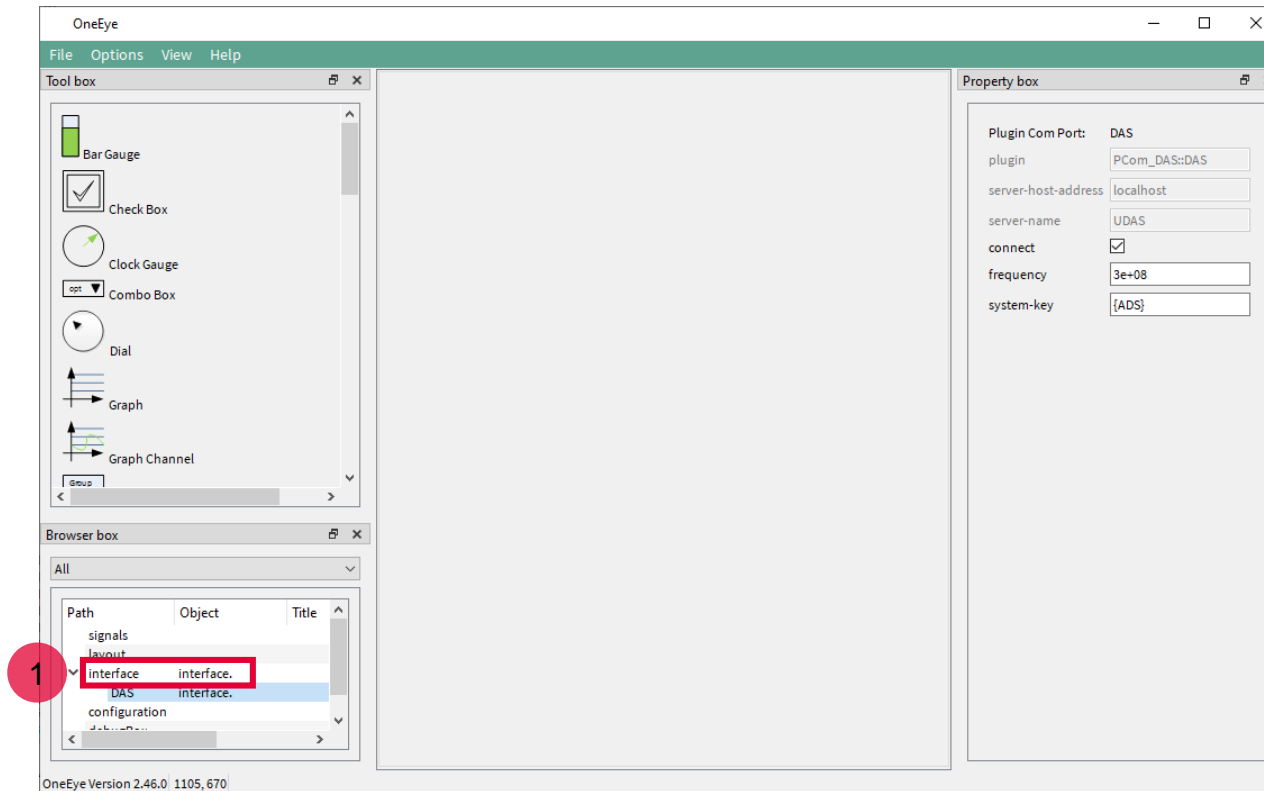 OneEye
File Options View Help
Tool box
Bar Gauge
Check Box
Clock Gauge
opt
Combo Box
Dial
Graph
Graph Channel
Group
Browser box
All
Path Object Title
signals
layout
interface interface.
DAS interface.
configuration
debugBox
1
Property box
Plugin Com Port: DAS
plugin PCom_DAS::DAS
server-host-address localhost
server-name UDAS
connect
frequency 3e+08
system-key {ADS}
OneEye Version 2.46.0 1105, 670